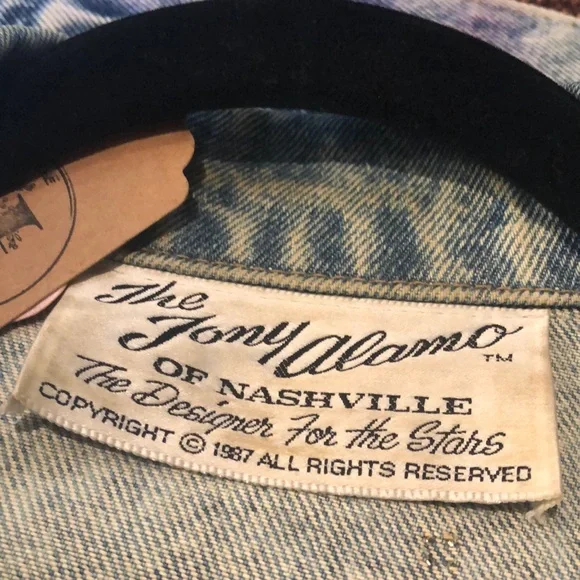 The
Tony Alamo ™
OF NASHVILLE
The Designer For the Stars
COPYRIGHT © 1987 ALL RIGHTS RESERVED